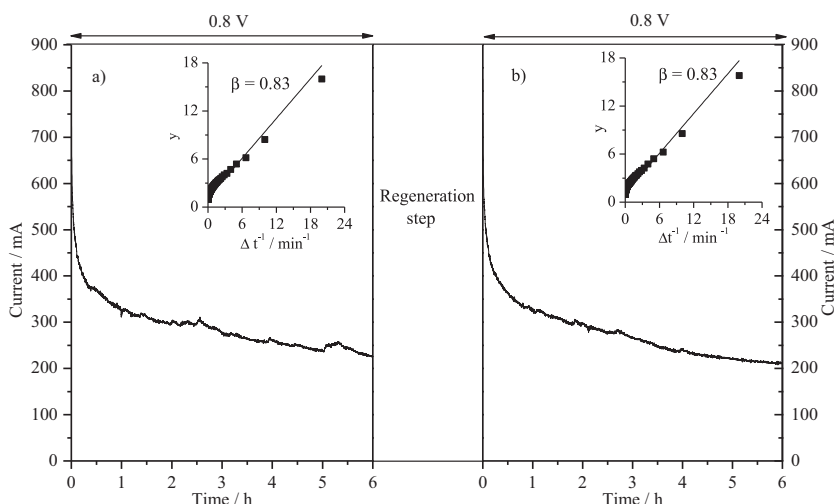 0.8 V
0.8 V
a)
β = 0.83
y
18
12
6
0
0 6 12 18 24
Δ t⁻¹ / min⁻¹
900
800
700
600
500
400
300
200
100
0
Current / mA
0 1 2 3 4 5 6
Time / h
Regeneration
step
b)
β = 0.83
y
18
12
6
0
0 6 12 18 24
Δt⁻¹ / min⁻¹
0 1 2 3 4 5 6
Time / h
900
800
700
600
500
400
300
200
100
0
Current / mA